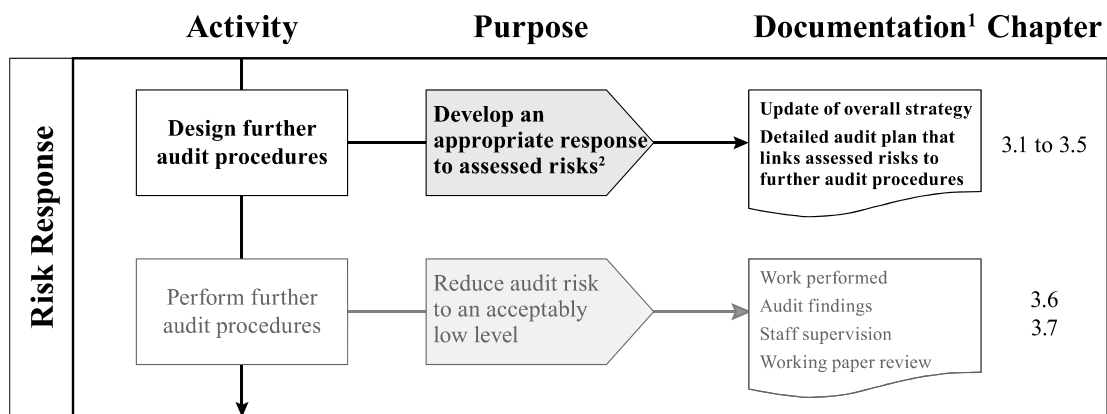 Activity
Purpose
Documentation¹
Chapter
Risk Response
Design further
audit procedures
Develop an
appropriate response
to assessed risks²
Update of overall strategy
Detailed audit plan that
links assessed risks to
further audit procedures
3.1 to 3.5
Perform further
audit procedures
Reduce audit risk
to an acceptably
low level
Work performed
Audit findings
Staff supervision
Working paper review
3.6
3.7